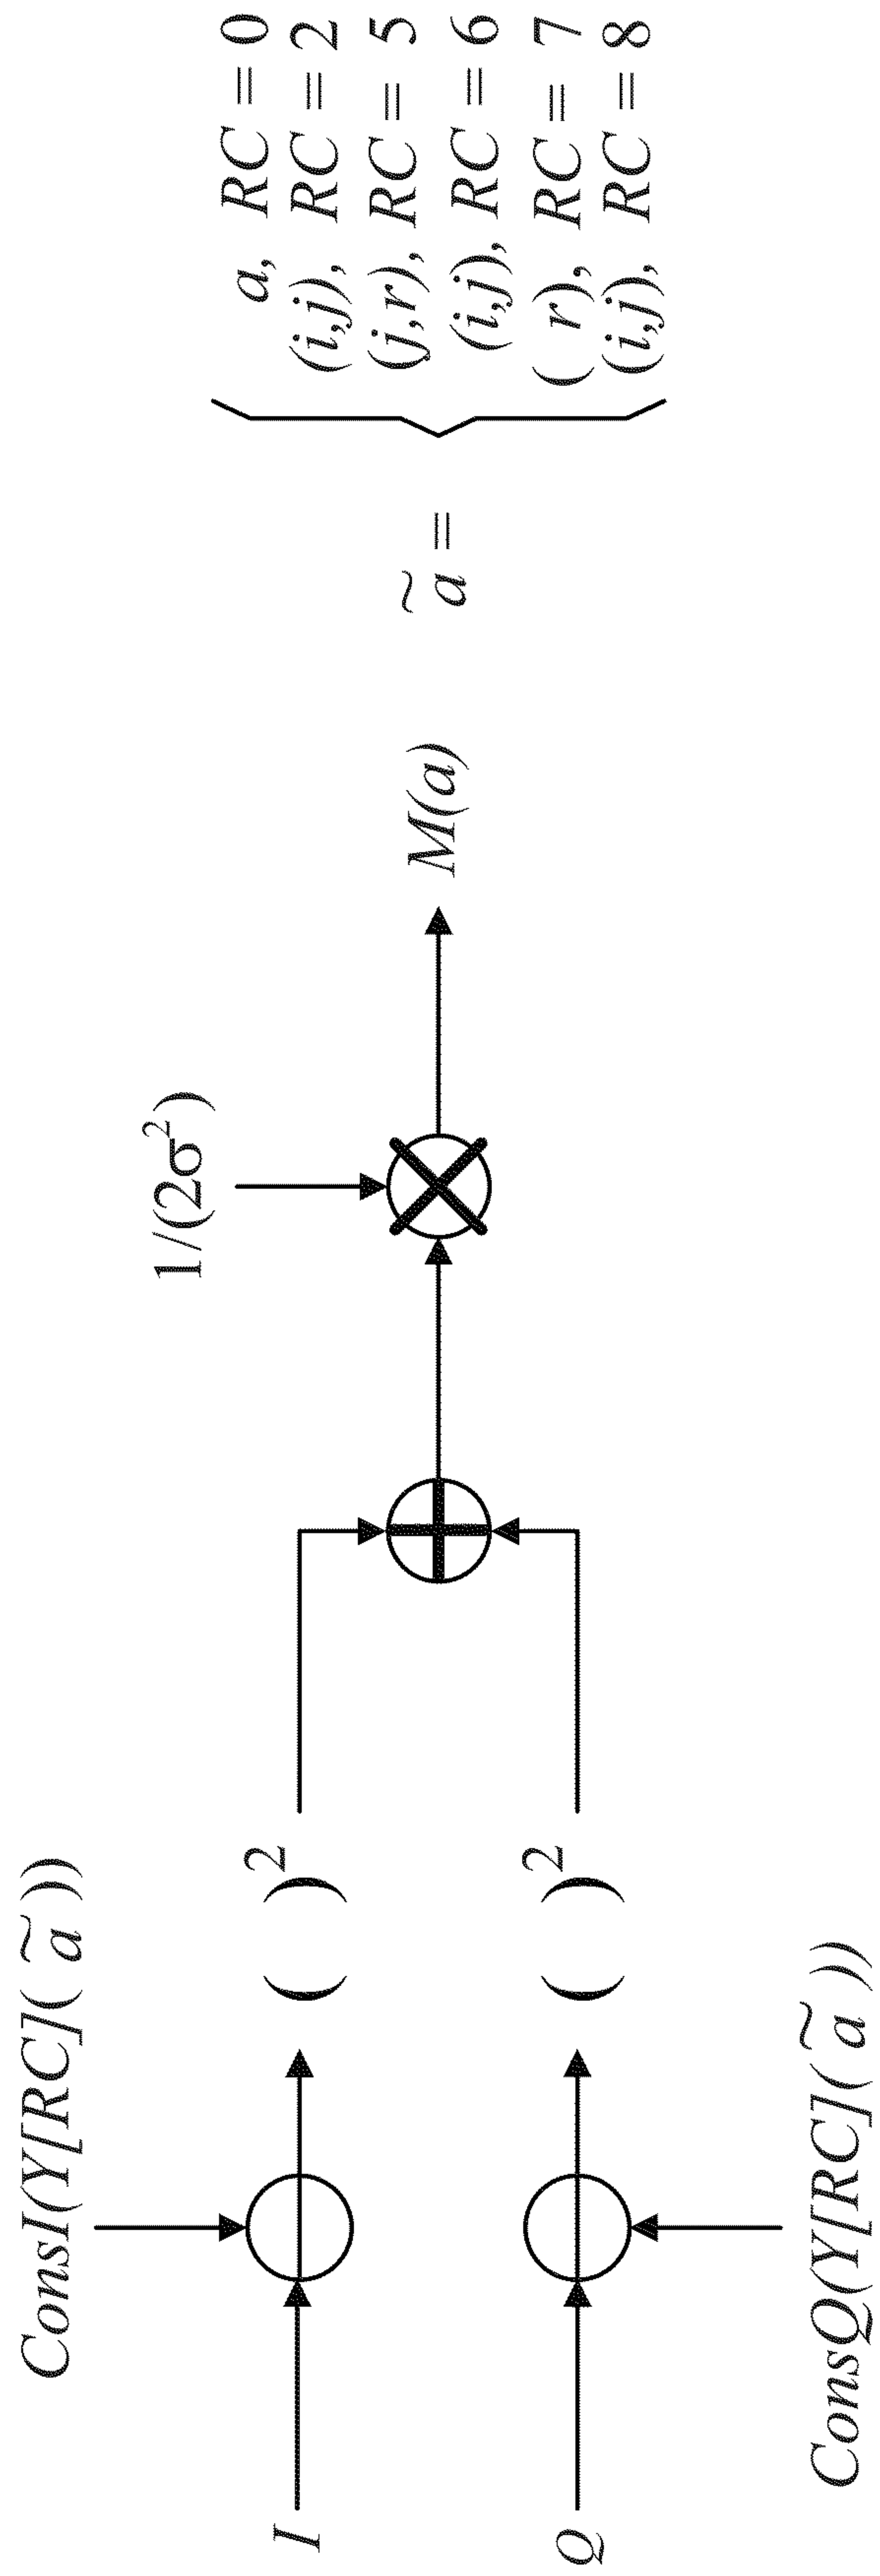 ConsI(Y[RC](ã))
I
( )²
1/(2σ²)
M(a)
Q
( )²
ConsQ(Y[RC](ã))
ã =
a, RC = 0
(i,j), RC = 2
(j,r), RC = 5
(i,j), RC = 6
( r), RC = 7
(i,j), RC = 8